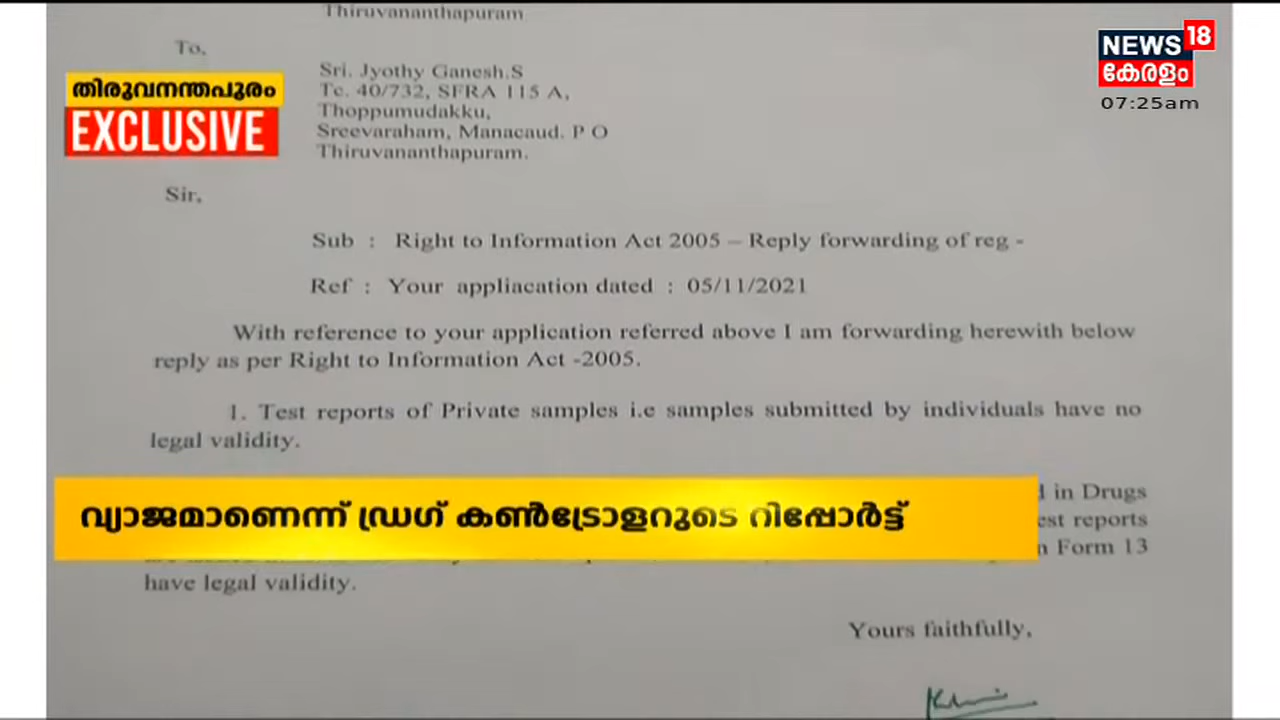 Thiruvananthapuram
To,
Sri. Jyothy Ganesh.S
Tc. 40/732, SFRA 115 A,
Thoppumudakku,
Sreevaraham, Manacaud. P O
Thiruvananthapuram.
തിരുവനന്തപുരം
EXCLUSIVE
NEWS 18
കേരളം
07:25am
Sir,
Sub : Right to Information Act 2005 – Reply forwarding of reg -
Ref : Your appliacation dated : 05/11/2021
With reference to your application referred above I am forwarding herewith below
reply as per Right to Information Act -2005.
1. Test reports of Private samples i.e samples submitted by individuals have no
legal validity.
വ്യാജമാണെന്ന് ഡ്രഗ് കൺട്രോളറുടെ റിപ്പോർട്ട്
in Drugs
reports
Form 13
have legal validity.
Yours faithfully,